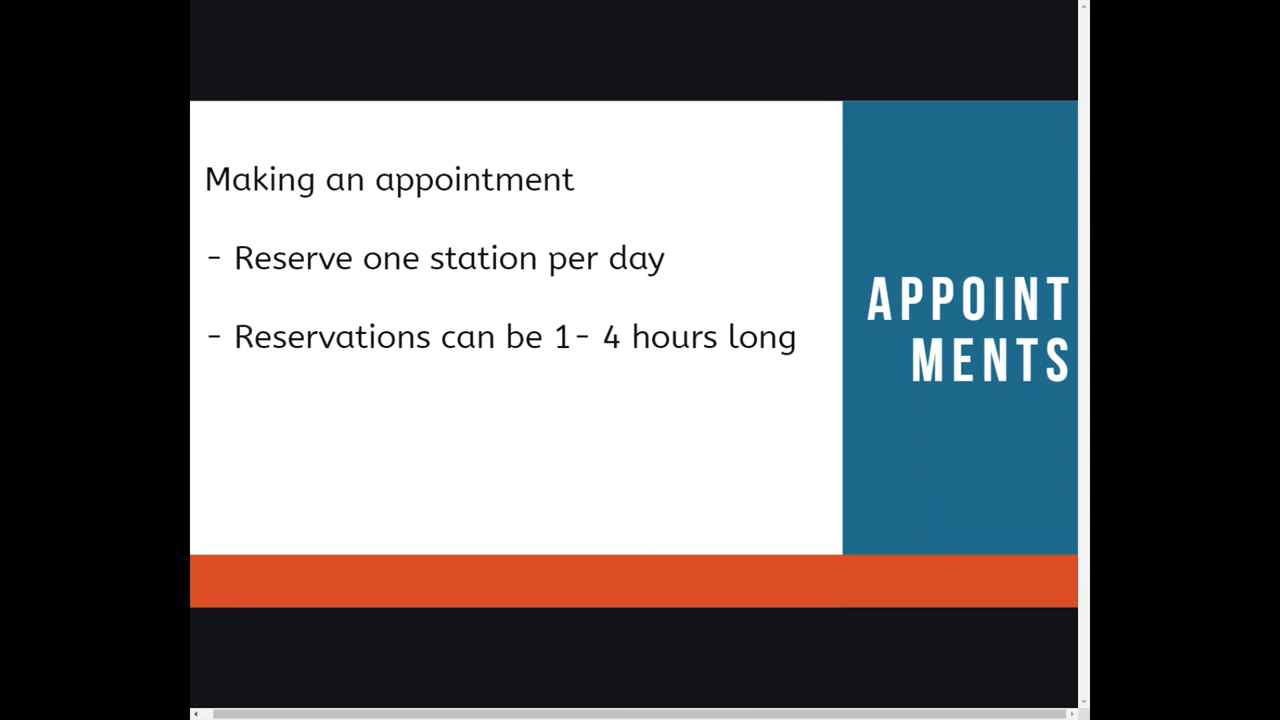 Making an appointment
- Reserve one station per day
- Reservations can be 1- 4 hours long
APPOINT
MENTS